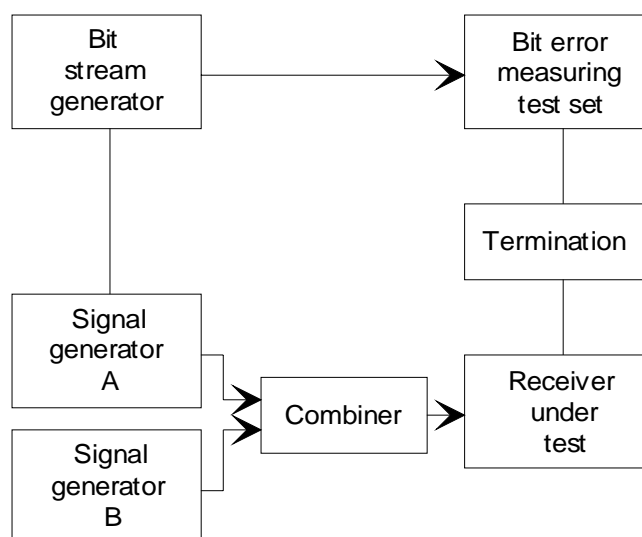 Bit
stream
generator
Bit error
measuring
test set
Termination
Signal
generator
A
Combiner
Receiver
under
test
Signal
generator
B